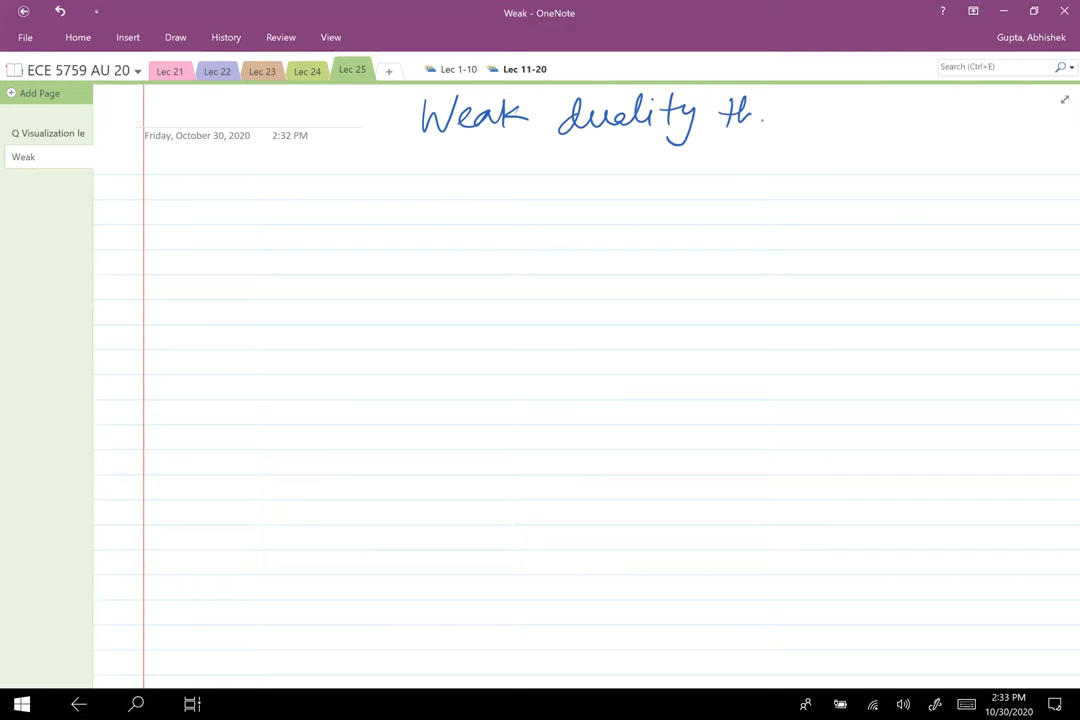 Weak - OneNote
?
File Home Insert Draw History Review View
Gupta, Abhishek
ECE 5759 AU 20 Lec 21 Lec 22 Lec 23 Lec 24 Lec 25 + Lec 1-10 Lec 11-20
Search (Ctrl+E)
Add Page
Weak duality th.
Q Visualization le
Friday, October 30, 2020 2:32 PM
Weak
2:33 PM
10/30/2020